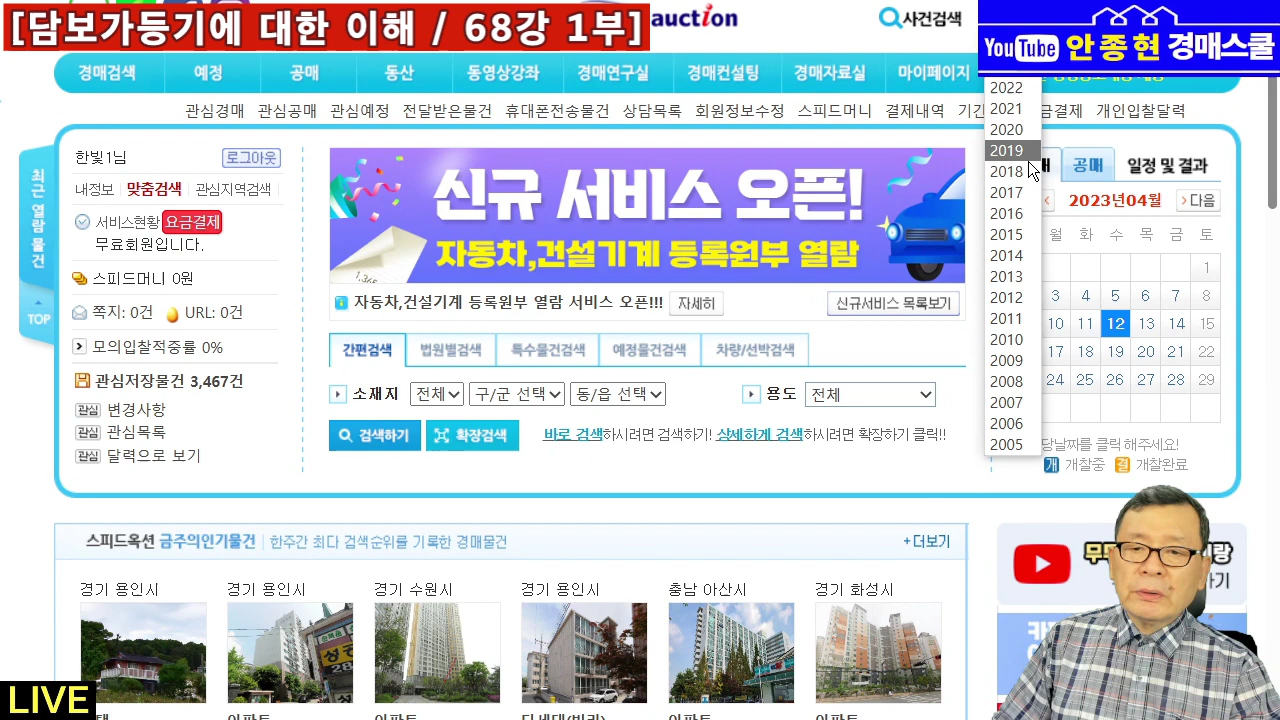 [담보가등기에 대한 이해 / 68강 1부]
auction
사건검색
YouTube 안종현 경매스쿨
경매검색 예정 공매 동산 동영상강좌 경매연구실 경매컨설팅 경매자료실 마이페이지
관심경매 관심공매 관심예정 전달받은물건 휴대폰전송물건 상담목록 회원정보수정 스피드머니 결제내역 기간 금결제 개인입찰달력
최근 열람 물건
TOP
한빛1님 로그아웃
내정보 맞춤검색 관심지역검색
서비스현황 요금결제
무료회원입니다.
스피드머니 0원
쪽지: 0건 URL: 0건
모의입찰적중률 0%
관심저장물건 3,467건
관심 변경사항
관심 관심목록
관심 달력으로 보기
신규 서비스 오픈!
자동차,건설기계 등록원부 열람
자동차,건설기계 등록원부 열람 서비스 오픈!!! 자세히 신규서비스 목록보기
간편검색 법원별검색 특수물건검색 예정물건검색 차량/선박검색
소재지 전체 구/군 선택 동/읍 선택 용도 전체
검색하기 확장검색 바로 검색하시려면 검색하기! 상세하게 검색하시려면 확장하기 클릭!!
2022
2021
2020
2019
2018
2017
2016
2015
2014
2013
2012
2011
2010
2009
2008
2007
2006
2005
매 공매 일정 및 결과
2023년04월 다음
월 화 수 목 금 토
1
3 4 5 6 7 8
10 11 12 13 14 15
17 18 19 20 21 22
24 25 26 27 28 29
당날짜를 클릭 해주세요!
개 개찰중 결 개찰완료
스피드옥션 금주의인기물건 한주간 최다 검색순위를 기록한 경매물건 +더보기
경기 용인시 경기 용인시 경기 수원시 경기 용인시 충남 아산시 경기 화성시
아파트 아파트 다세대(빌라) 아파트 아파트
LIVE